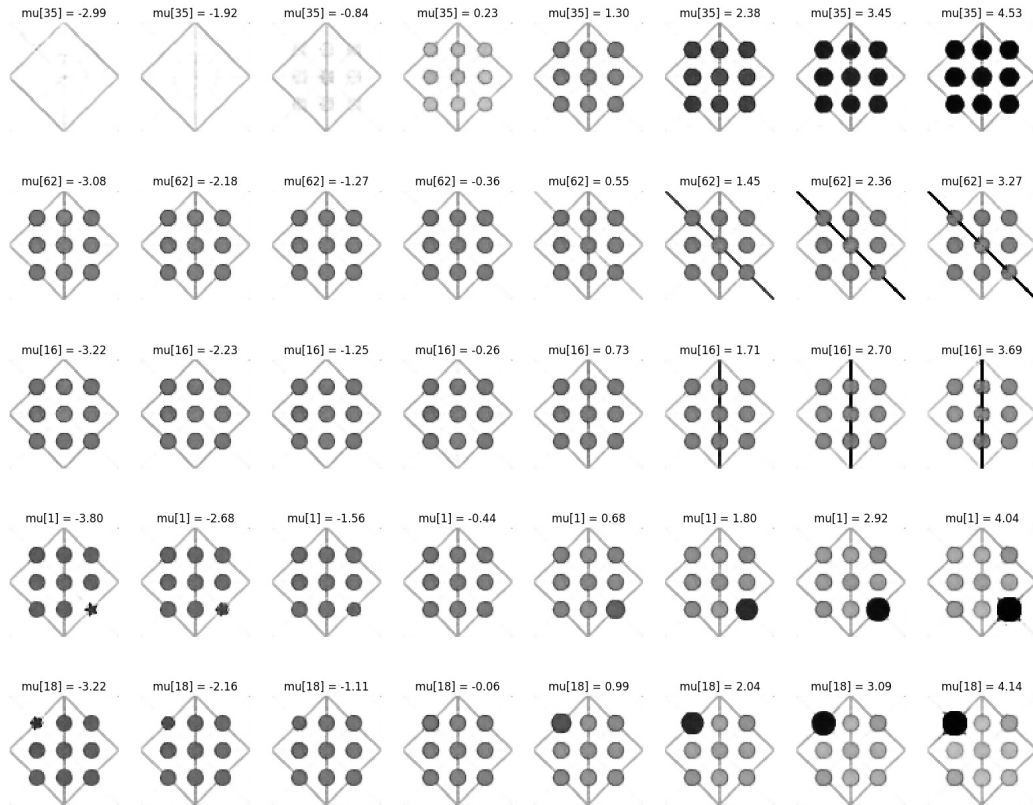 mu[35] = -2.99 mu[35] = -1.92 mu[35] = -0.84 mu[35] = 0.23 mu[35] = 1.30 mu[35] = 2.38 mu[35] = 3.45 mu[35] = 4.53
mu[62] = -3.08 mu[62] = -2.18 mu[62] = -1.27 mu[62] = -0.36 mu[62] = 0.55 mu[62] = 1.45 mu[62] = 2.36 mu[62] = 3.27
mu[16] = -3.22 mu[16] = -2.23 mu[16] = -1.25 mu[16] = -0.26 mu[16] = 0.73 mu[16] = 1.71 mu[16] = 2.70 mu[16] = 3.69
mu[1] = -3.80 mu[1] = -2.68 mu[1] = -1.56 mu[1] = -0.44 mu[1] = 0.68 mu[1] = 1.80 mu[1] = 2.92 mu[1] = 4.04
mu[18] = -3.22 mu[18] = -2.16 mu[18] = -1.11 mu[18] = -0.06 mu[18] = 0.99 mu[18] = 2.04 mu[18] = 3.09 mu[18] = 4.14